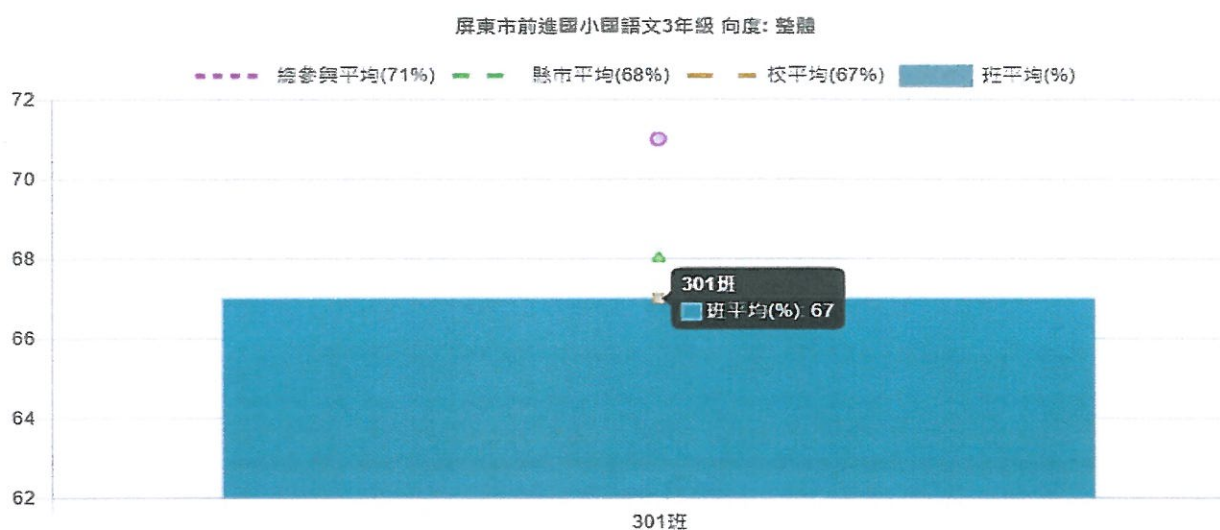 屏東市前進國小國語文3年級 向度: 整體
總參與平均(71%) 縣市平均(68%) 校平均(67%) 班平均(%)
72
70
68
301班
班平均(%): 67
66
64
62
301班